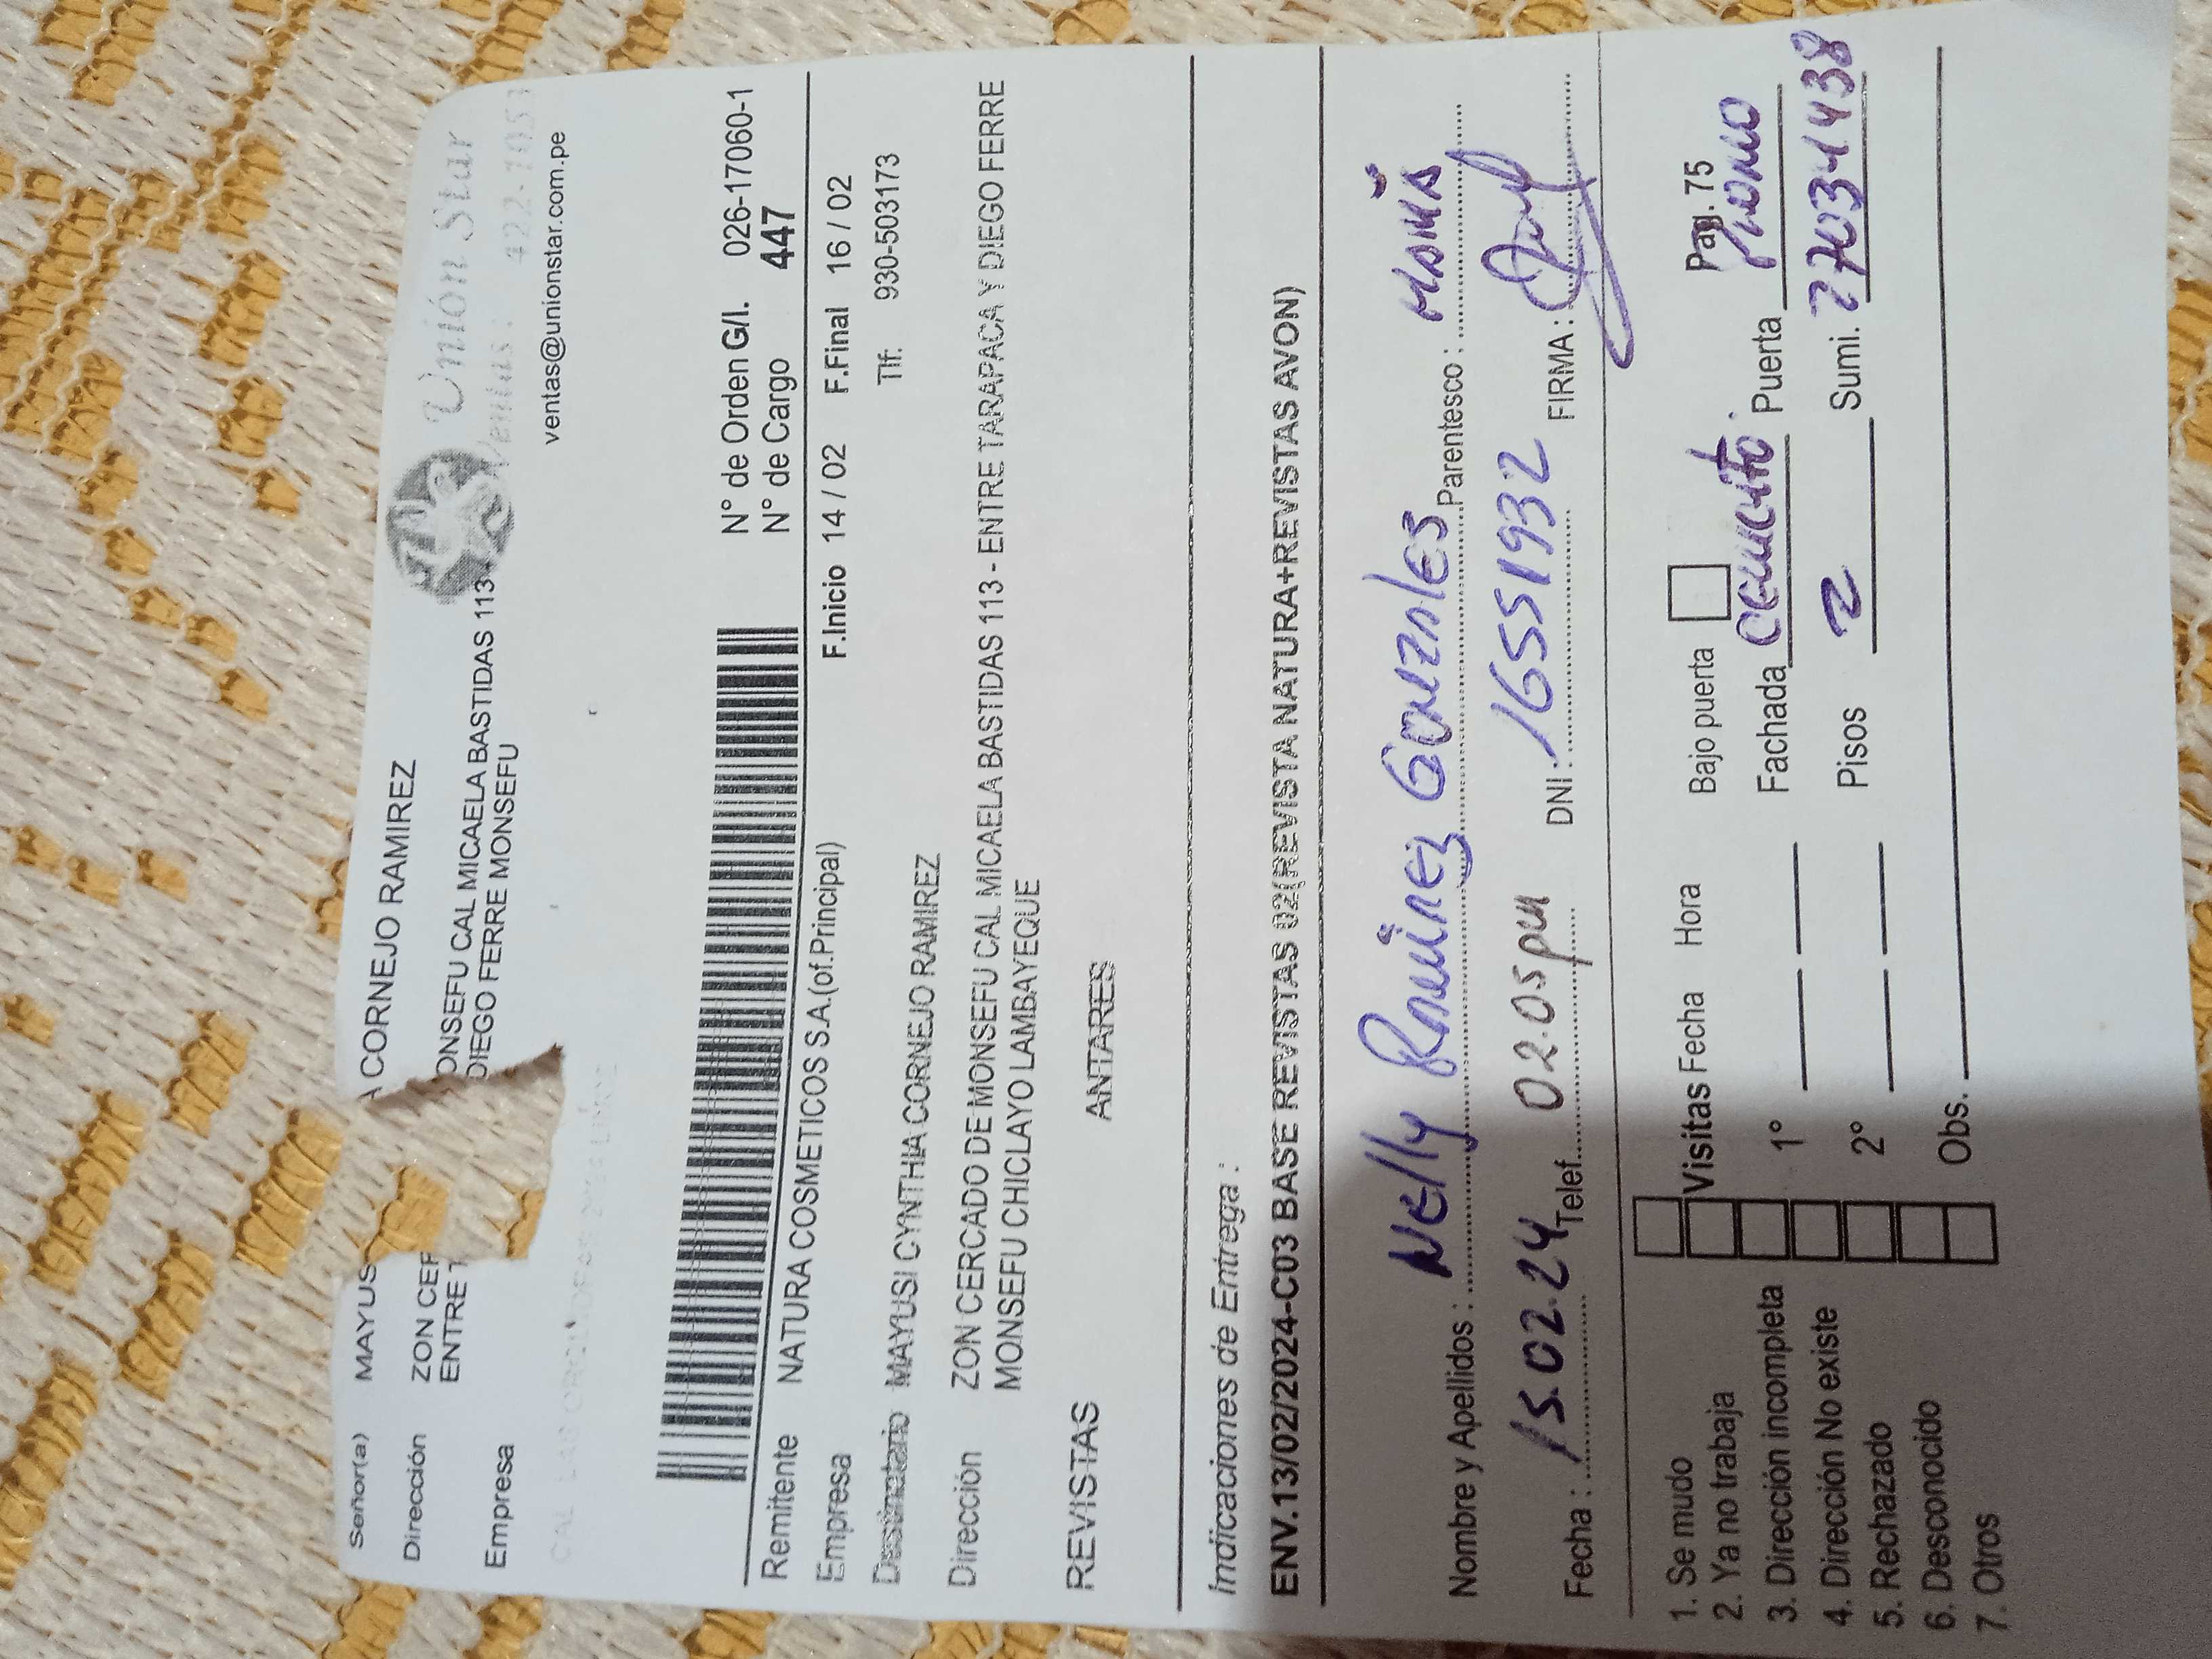 Señor(a) MAYUS A CORNEJO RAMIREZ
Dirección ZON CER ONSEFU CAL MICAELA BASTIDAS 113 -
ENTRE T DIEGO FERRE MONSEFU
Empresa
Unión Star
Ventas : 422-1053
ventas@unionstar.com.pe
N° de Orden G/I. 026-17060-1
N° de Cargo 447
Remitente NATURA COSMETICOS S.A.(of.Principal)
F.Inicio 14 / 02 F.Final 16 / 02
Empresa
Tlf: 930-503173
Destinatario MAYUSI CYNTHIA CORNEJO RAMIREZ
Dirección ZON CERCADO DE MONSEFU CAL MICAELA BASTIDAS 113 - ENTRE TARAPACA Y DIEGO FERRE
MONSEFU CHICLAYO LAMBAYEQUE
REVISTAS ANTARES
Indicaciones de Entrega :
ENV.13/02/2024-C03 BASE REVISTAS 02(REVISTA NATURA+REVISTAS AVON)
Nombre y Apellidos : Nelly Ramirez Gonzales Parentesco : Mamá
Fecha : 15.02.24 Telef. 02.05pm DNI : 16551932 FIRMA :
1. Se mudo
2. Ya no trabaja
3. Dirección incompleta
4. Dirección No existe
5. Rechazado
6. Desconocido
7. Otros
Visitas Fecha Hora Bajo puerta Pag. 75
1° Fachada Cemento. Puerta
2° Pisos 2 Sumi. 27031438
Obs.